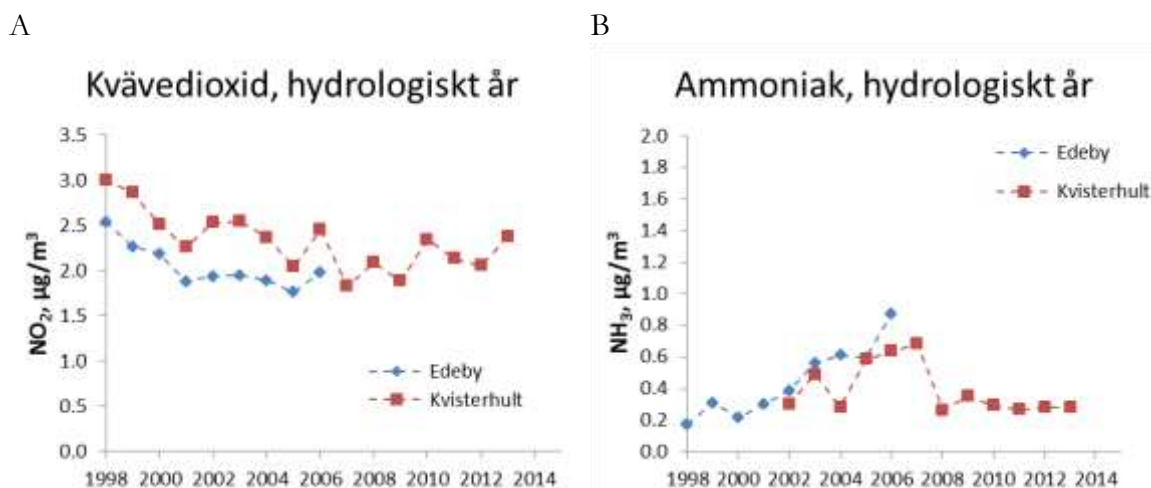 A
Kvävedioxid, hydrologiskt år
NO₂, µg/m³
3.5
3.0
2.5
2.0
1.5
1.0
0.5
0.0
Edeby
Kvisterhult
1998 2000 2002 2004 2006 2008 2010 2012 2014
B
Ammoniak, hydrologiskt år
NH₃, µg/m³
2.0
1.8
1.6
1.4
1.2
1.0
0.8
0.6
0.4
0.2
0.0
Edeby
Kvisterhult
1998 2000 2002 2004 2006 2008 2010 2012 2014